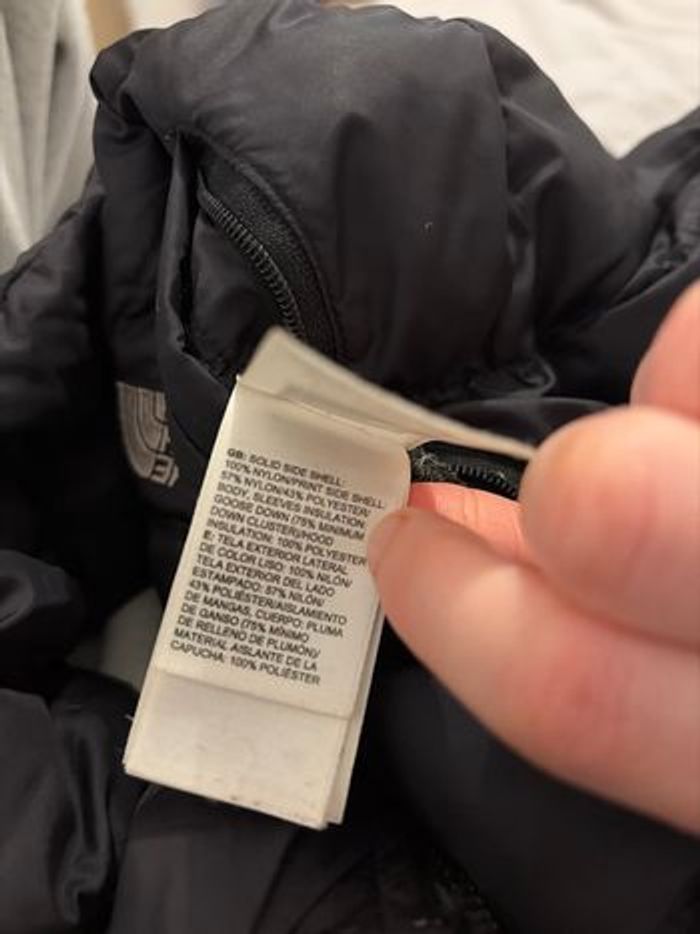 GB: SOLID SIDE SHELL:
100% NYLON/PRINT SIDE SHELL:
57% NYLON/43% POLYESTER/
BODY, SLEEVES INSULATION:
GOOSE DOWN (75% MINIMUM
DOWN CLUSTER)/HOOD
INSULATION: 100% POLYESTER
E: TELA EXTERIOR LATERAL
DE COLOR LISO: 100% NILÓN/
TELA EXTERIOR DEL LADO
ESTAMPADO: 57% NILÓN/
43% POLIÉSTER/AISLAMIENTO
DE MANGAS, CUERPO: PLUMA
DE GANSO (75% MÍNIMO
DE RELLENO DE PLUMÓN)/
MATERIAL AISLANTE DE LA
CAPUCHA: 100% POLIÉSTER